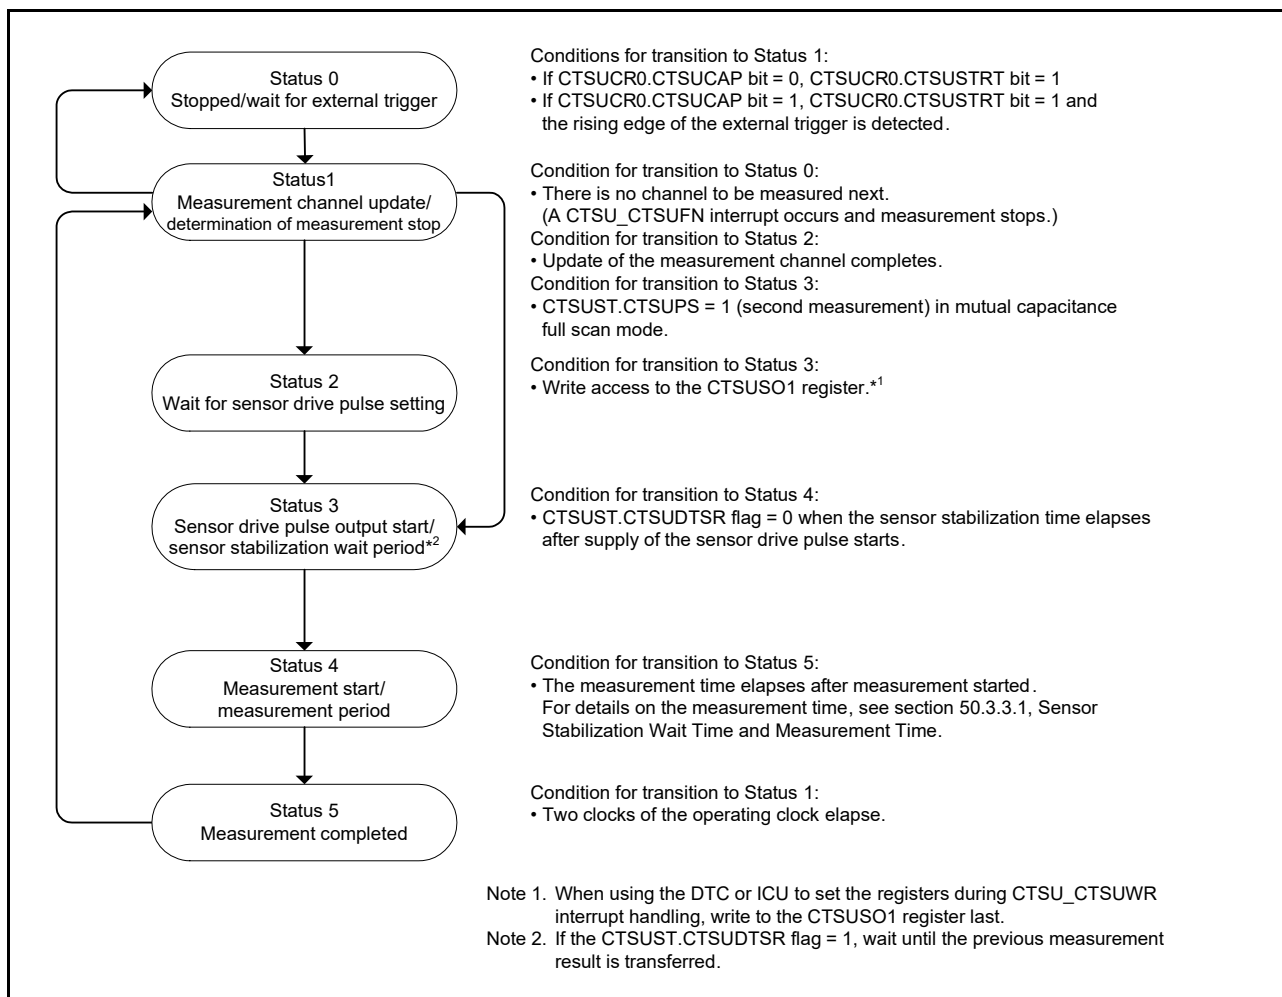 Status 0
Stopped/wait for external trigger
Status1
Measurement channel update/
determination of measurement stop
Status 2
Wait for sensor drive pulse setting
Status 3
Sensor drive pulse output start/
sensor stabilization wait period*2
Status 4
Measurement start/
measurement period
Status 5
Measurement completed
Conditions for transition to Status 1:
• If CTSUCR0.CTSUCAP bit = 0, CTSUCR0.CTSUSTRT bit = 1
• If CTSUCR0.CTSUCAP bit = 1, CTSUCR0.CTSUSTRT bit = 1 and
the rising edge of the external trigger is detected.
Condition for transition to Status 0:
• There is no channel to be measured next.
(A CTSU_CTSUFN interrupt occurs and measurement stops.)
Condition for transition to Status 2:
• Update of the measurement channel completes.
Condition for transition to Status 3:
• CTSUST.CTSUPS = 1 (second measurement) in mutual capacitance
full scan mode.
Condition for transition to Status 3:
• Write access to the CTSUSO1 register.*1
Condition for transition to Status 4:
• CTSUST.CTSUDTSR flag = 0 when the sensor stabilization time elapses
after supply of the sensor drive pulse starts.
Condition for transition to Status 5:
• The measurement time elapses after measurement started.
For details on the measurement time, see section 50.3.3.1, Sensor
Stabilization Wait Time and Measurement Time.
Condition for transition to Status 1:
• Two clocks of the operating clock elapse.
Note 1. When using the DTC or ICU to set the registers during CTSU_CTSUWR
interrupt handling, write to the CTSUSO1 register last.
Note 2. If the CTSUST.CTSUDTSR flag = 1, wait until the previous measurement
result is transferred.